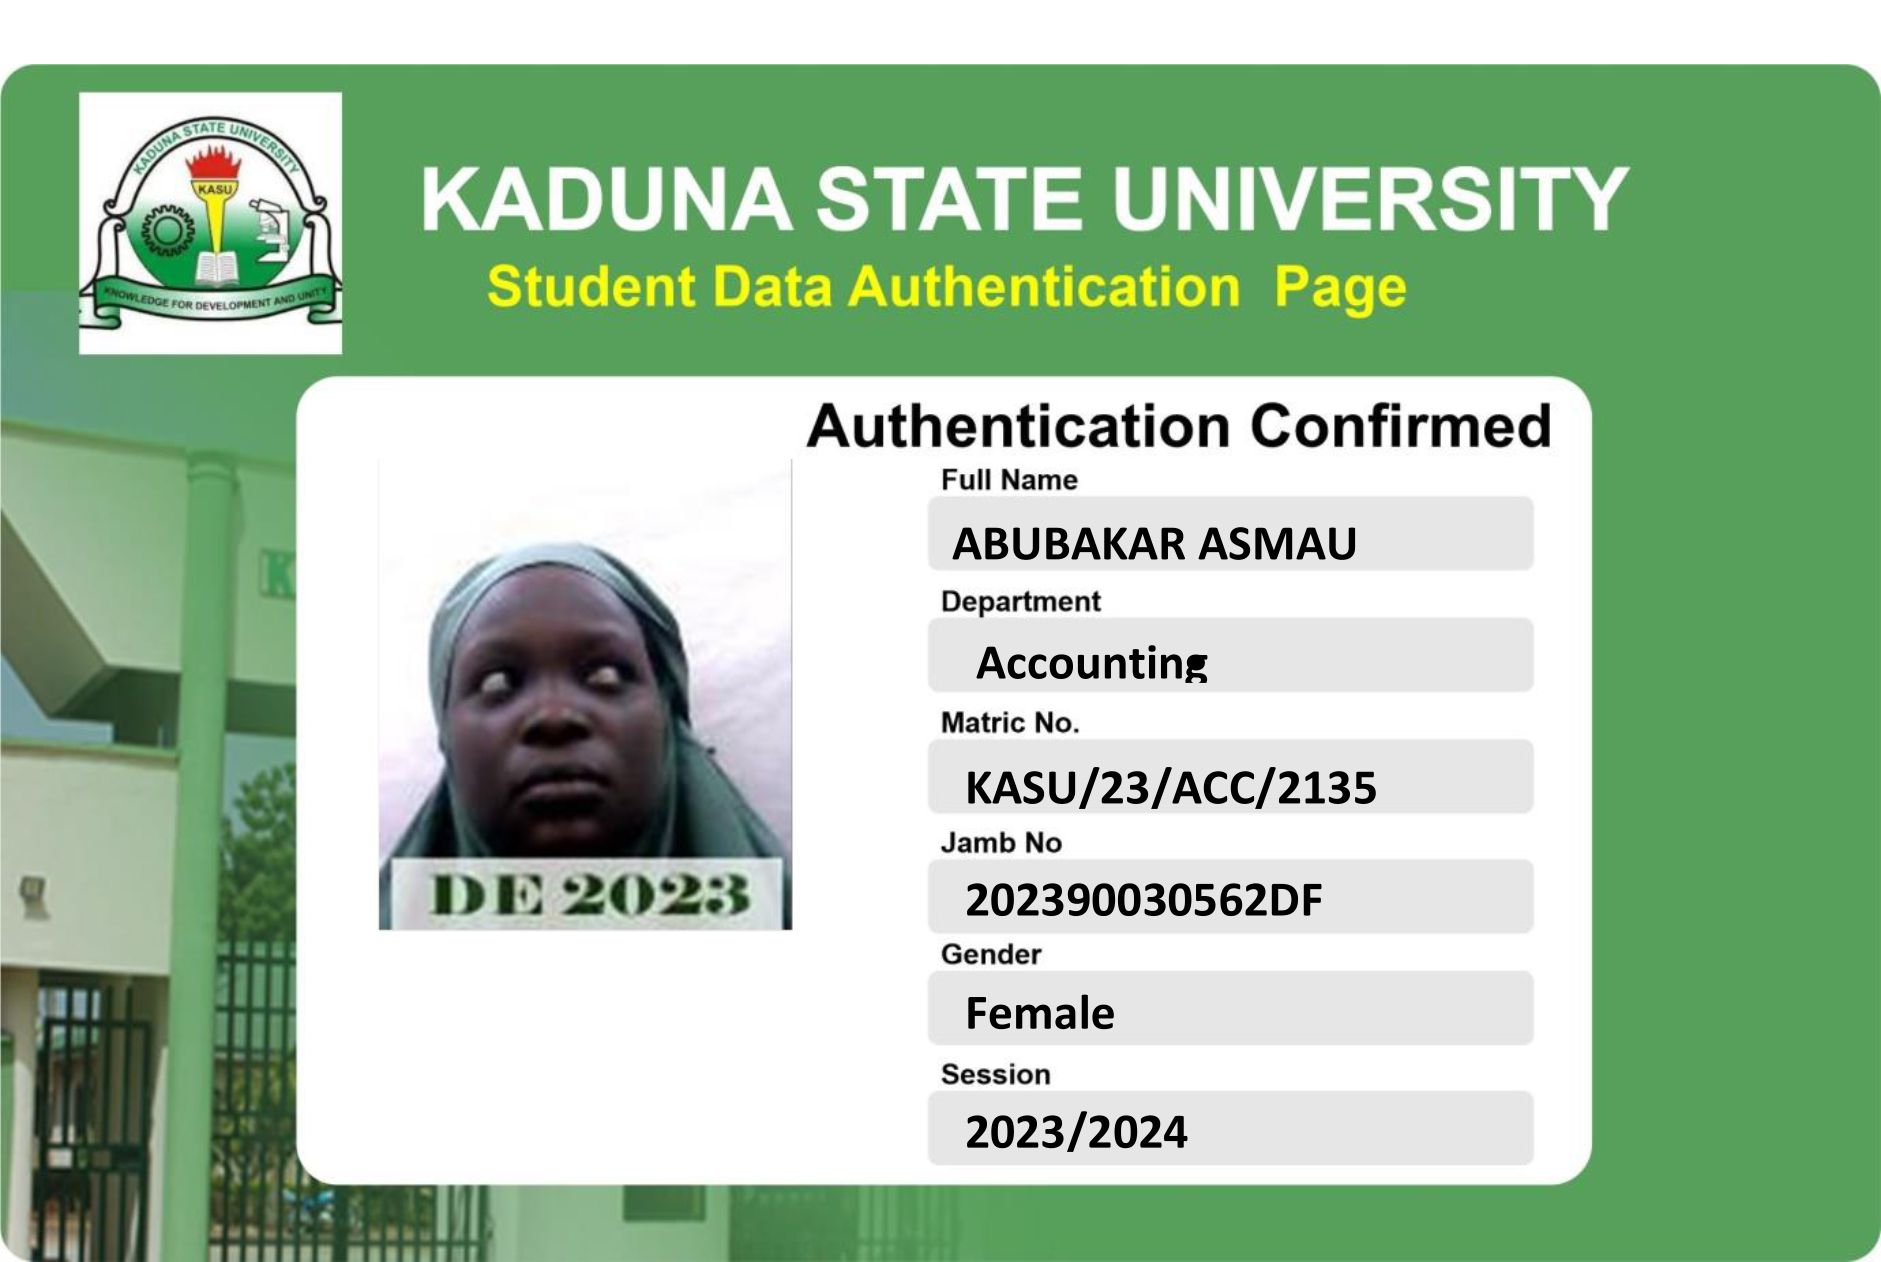 KADUNA STATE UNIVERSITY
KASU
KNOWLEDGE FOR DEVELOPMENT AND UNITY
KADUNA STATE UNIVERSITY
Student Data Authentication Page
Authentication Confirmed
Full Name
ABUBAKAR ASMAU
Department
Accounting
Matric No.
KASU/23/ACC/2135
Jamb No
202390030562DF
Gender
Female
Session
2023/2024
K
DE 2023